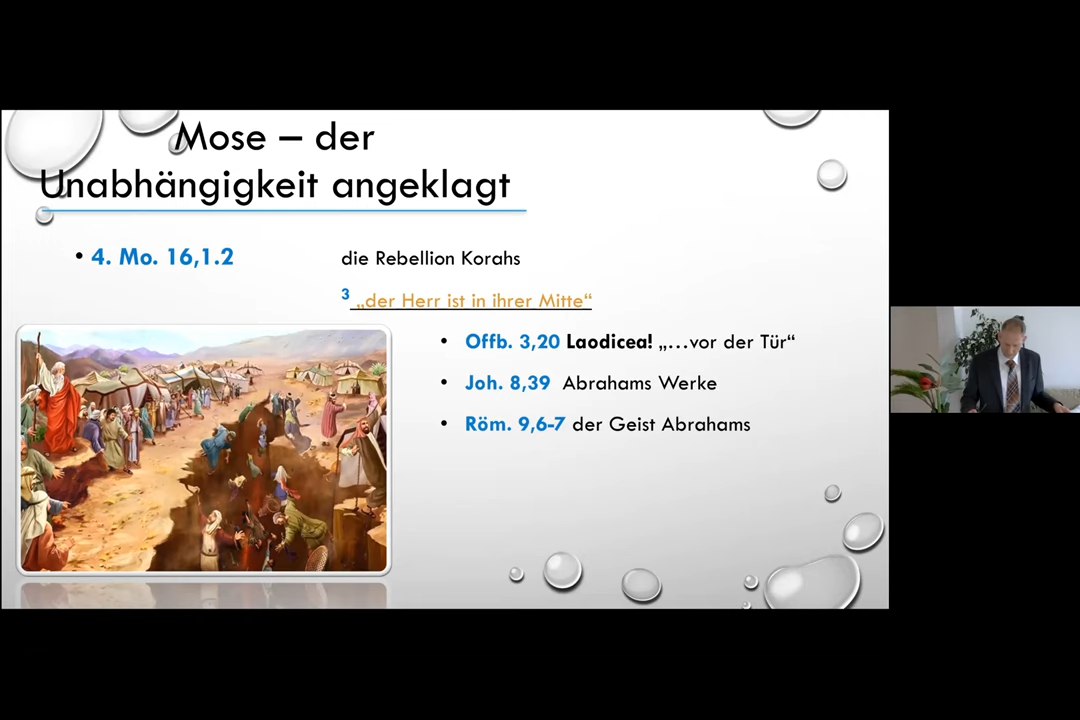 Mose – der
Unabhängigkeit angeklagt
• 4. Mo. 16,1.2 die Rebellion Korahs
3 „der Herr ist in ihrer Mitte“
• Offb. 3,20 Laodicea! „…vor der Tür“
• Joh. 8,39 Abrahams Werke
• Röm. 9,6-7 der Geist Abrahams